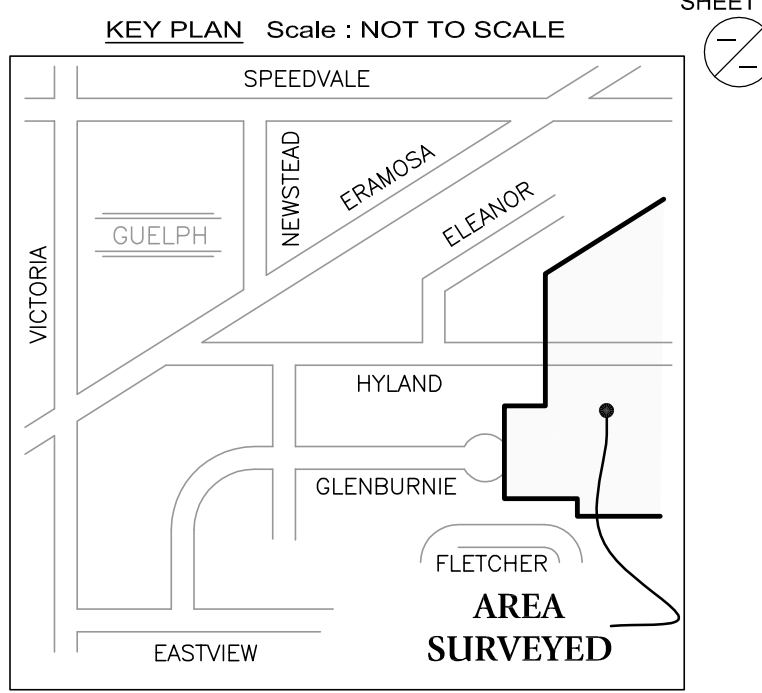 SHEET
KEY PLAN Scale : NOT TO SCALE
SPEEDVALE
NEWSTEAD
ERAMOSA
ELEANOR
GUELPH
VICTORIA
HYLAND
GLENBURNIE
FLETCHER
AREA
SURVEYED
EASTVIEW